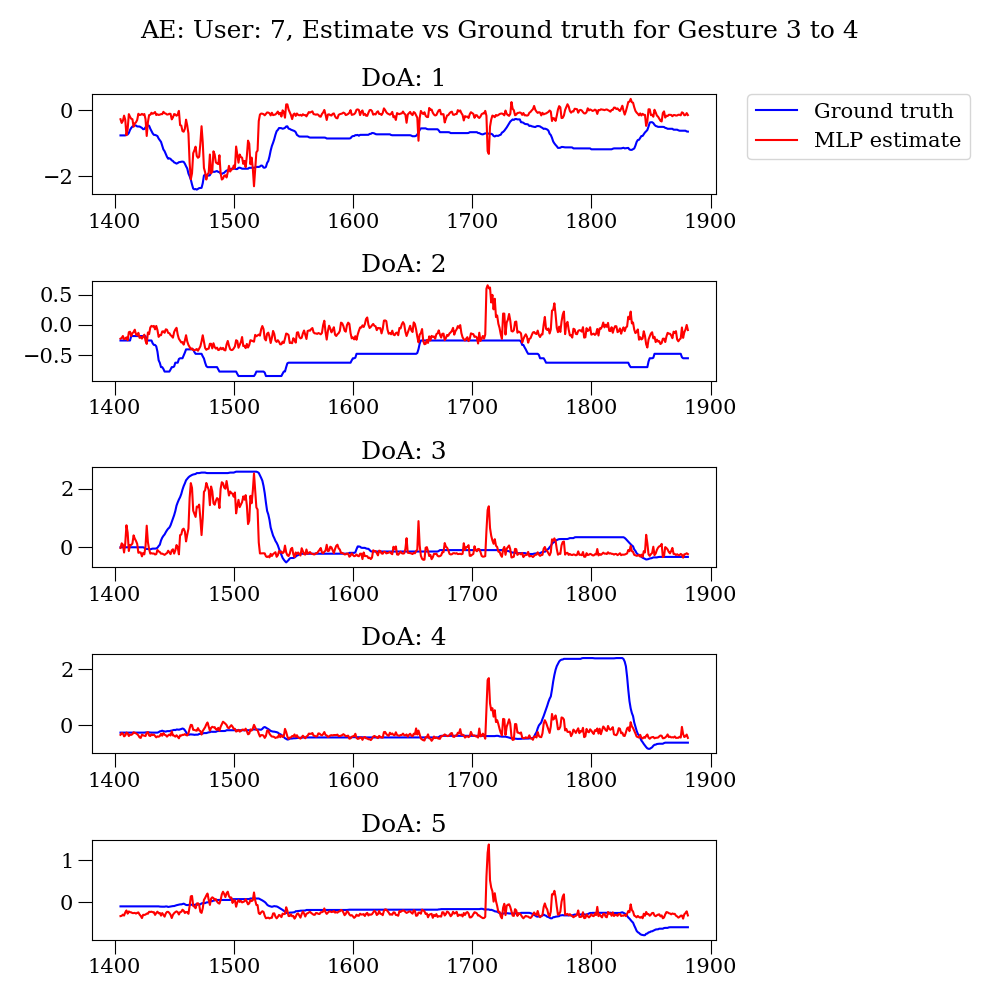 AE: User: 7, Estimate vs Ground truth for Gesture 3 to 4
DoA: 1
0
−2
1400 1500 1600 1700 1800 1900
Ground truth
MLP estimate
DoA: 2
0.5
0.0
−0.5
1400 1500 1600 1700 1800 1900
DoA: 3
2
0
1400 1500 1600 1700 1800 1900
DoA: 4
2
0
1400 1500 1600 1700 1800 1900
DoA: 5
1
0
1400 1500 1600 1700 1800 1900